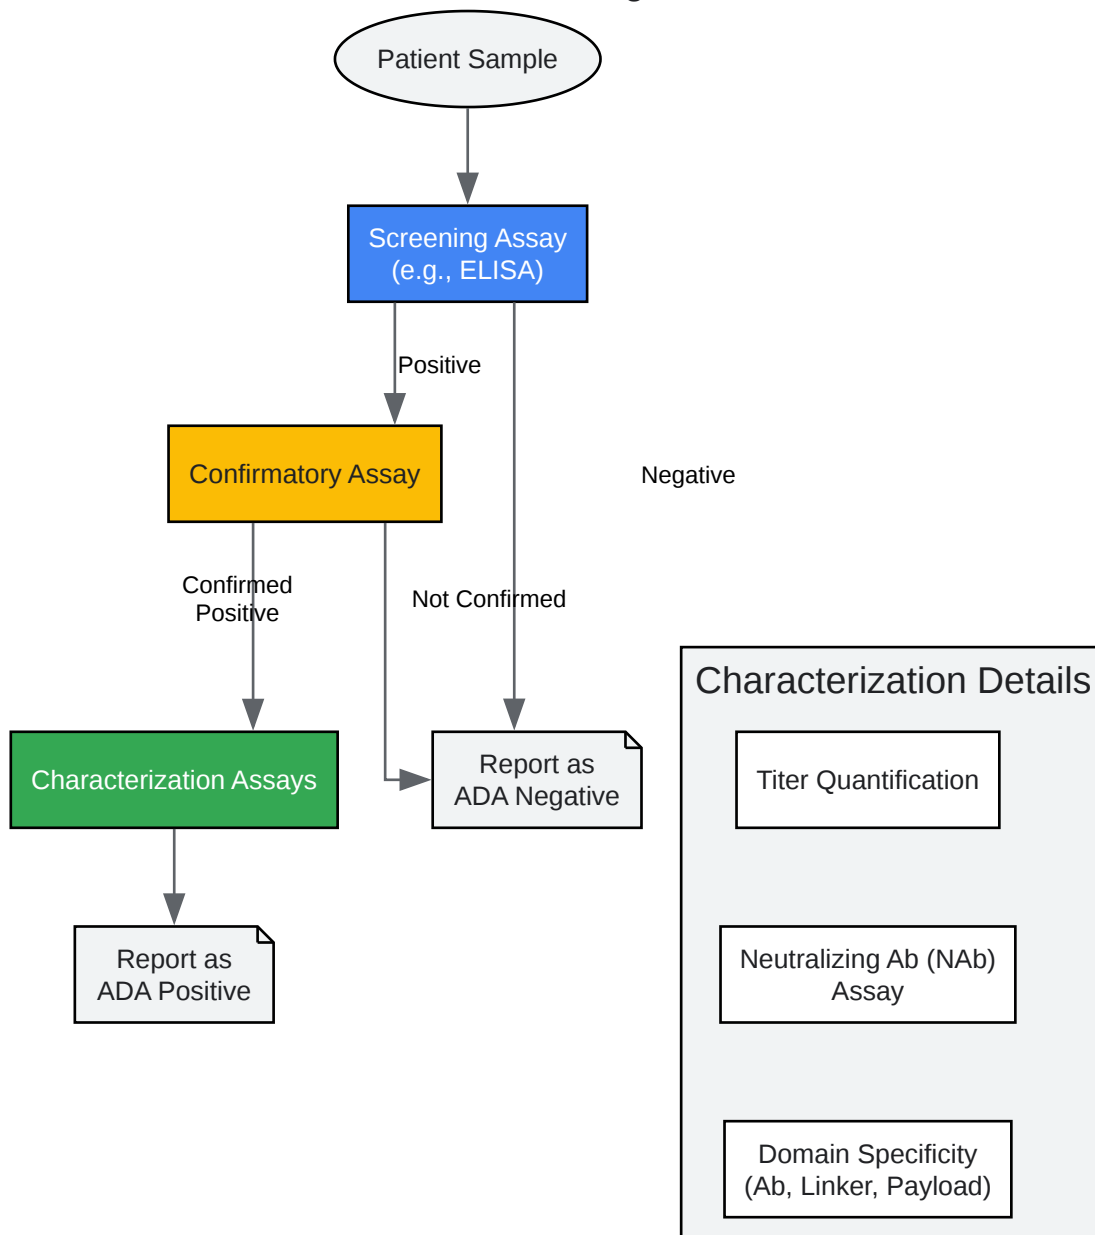 Patient Sample
Screening Assay
(e.g., ELISA)
Positive
Confirmatory Assay
Negative
Confirmed
Positive
Not Confirmed
Characterization Details
Characterization Assays
Report as
ADA Negative
Titer Quantification
Report as
ADA Positive
Neutralizing Ab (NAb)
Assay
Domain Specificity
(Ab, Linker, Payload)